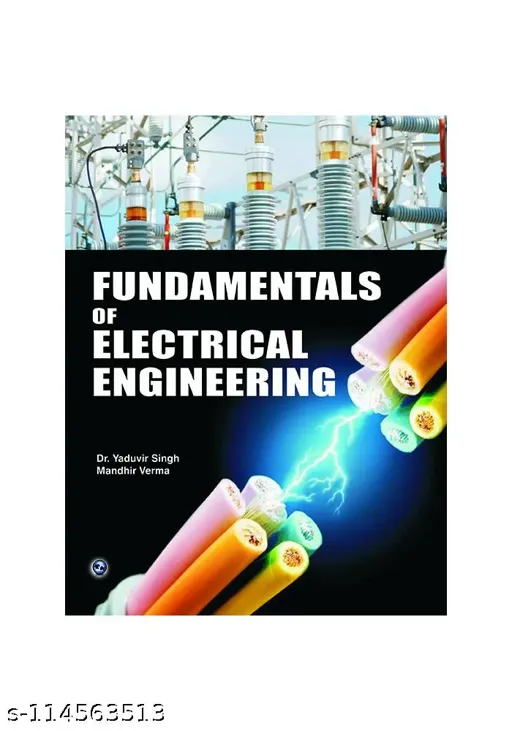 FUNDAMENTALS
OF
ELECTRICAL
ENGINEERING
Dr. Yaduvir Singh
Mandhir Verma
s-114563513